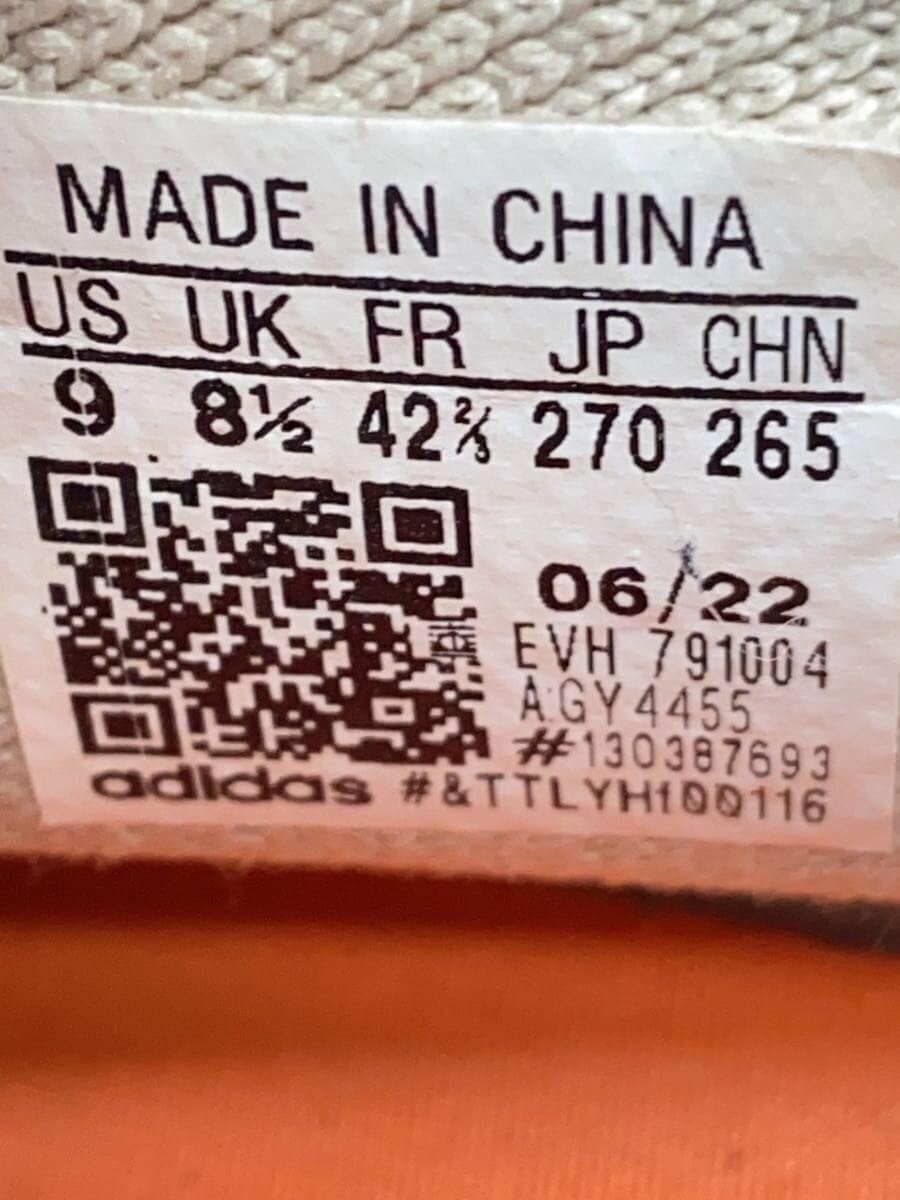 MADE IN CHINA
US UK FR JP CHN
9 8½ 42⅔ 270 265
06/22
EVH 791004
A:GY4455
#130387693
adidas #&TTLYHf00116